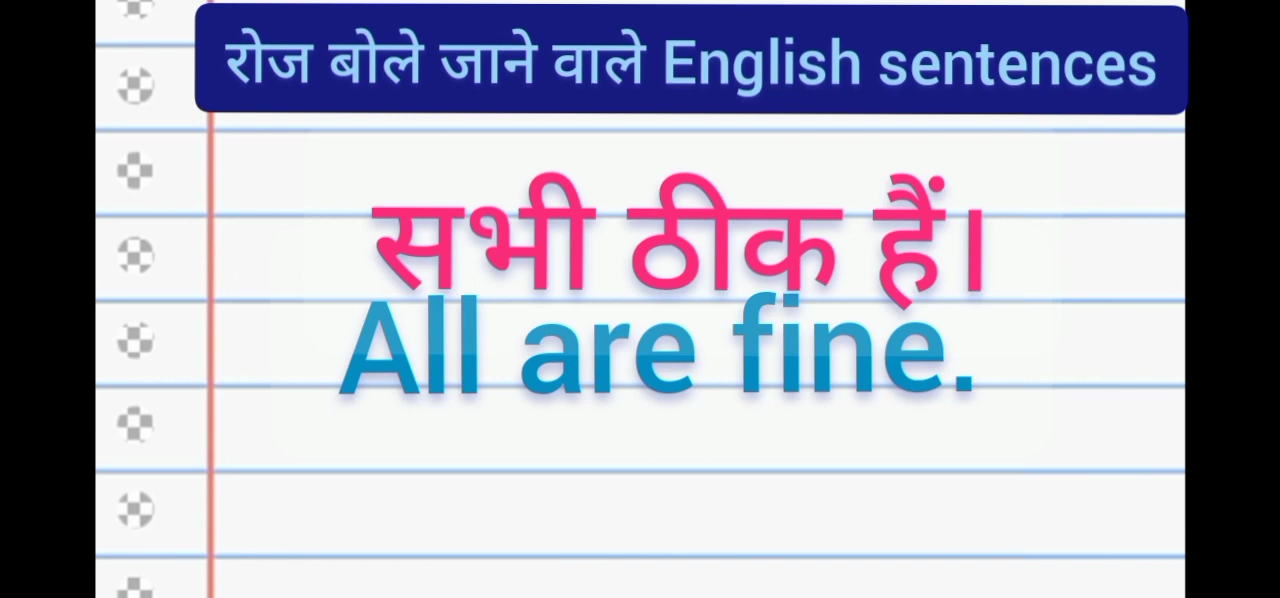 रोज बोले जाने वाले English sentences
सभी ठीक हैं।
All are fine.